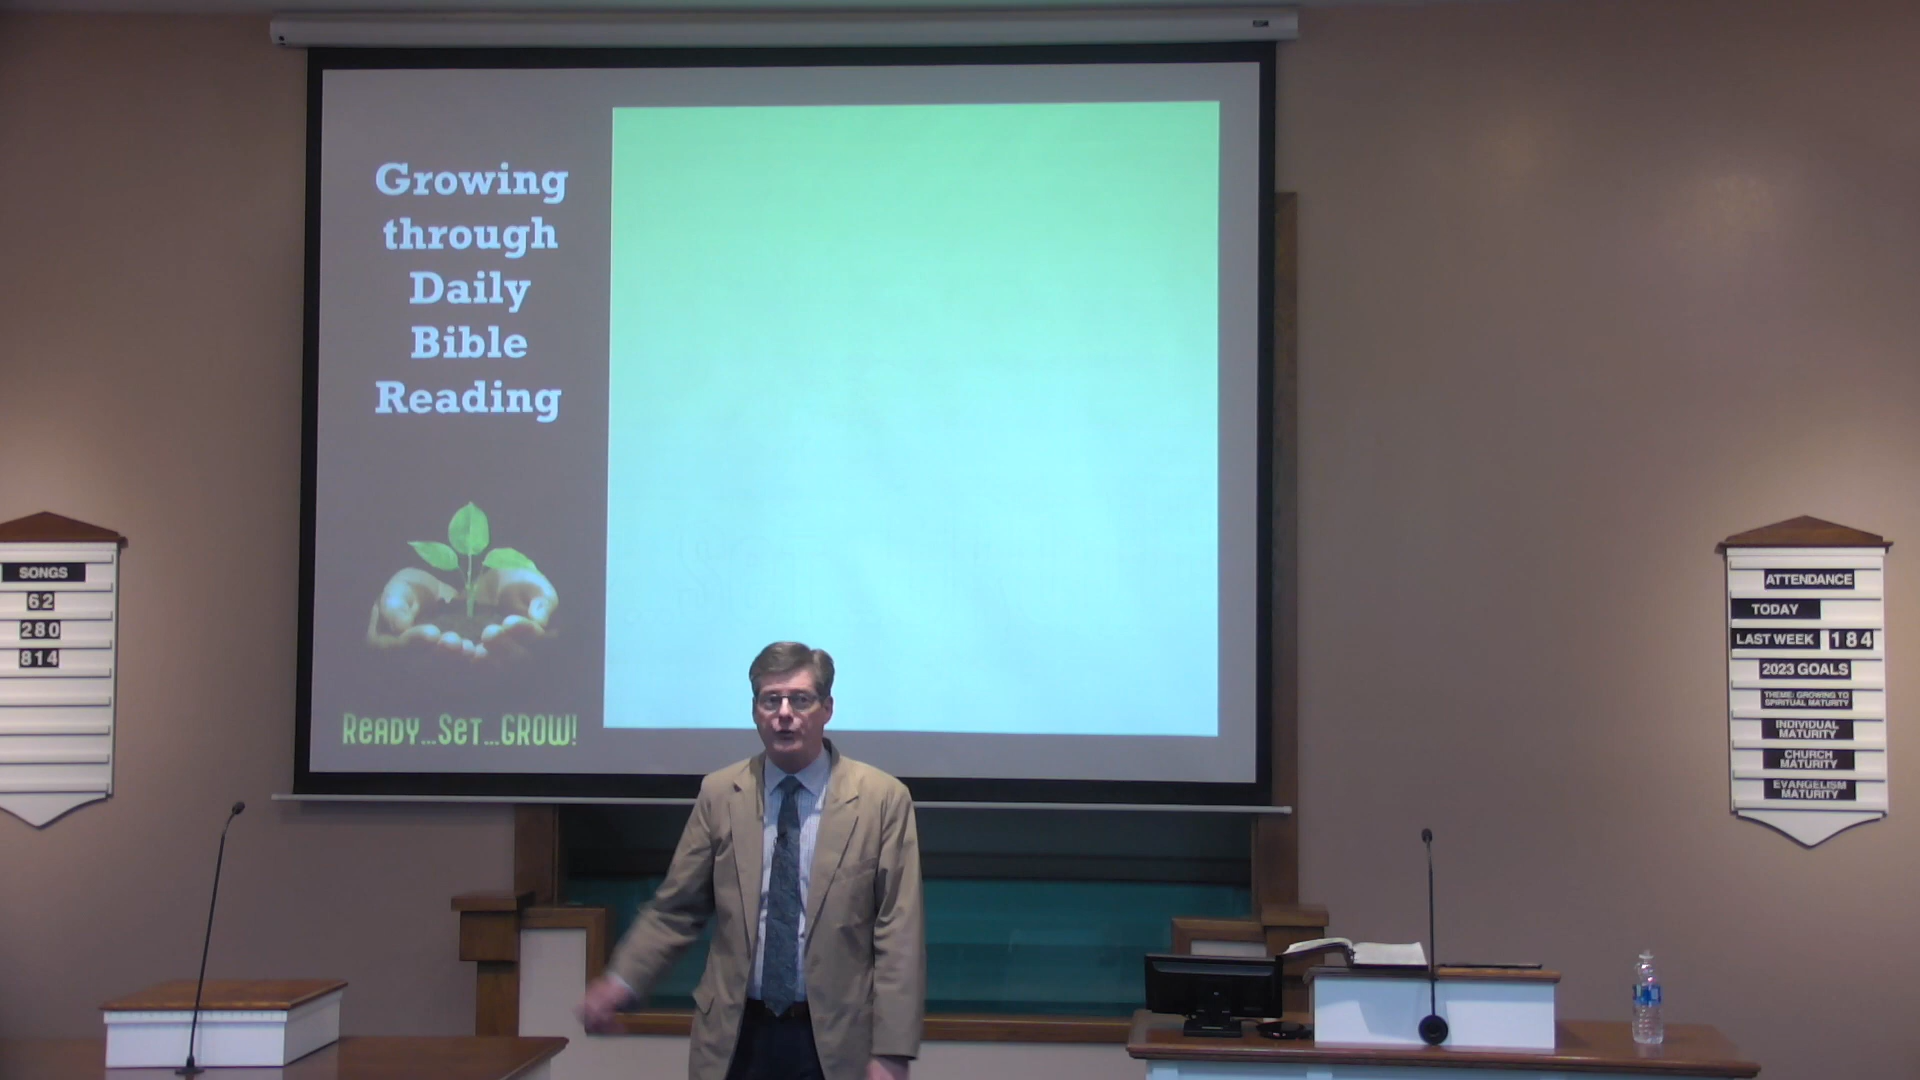 Growing
through
Daily
Bible
Reading
READY...SET...GROW!
SONGS
62
280
814
ATTENDANCE
TODAY
LAST WEEK 184
2023 GOALS
THEME: GROWING TO
SPIRITUAL MATURITY
INDIVIDUAL
MATURITY
CHURCH
MATURITY
EVANGELISM
MATURITY